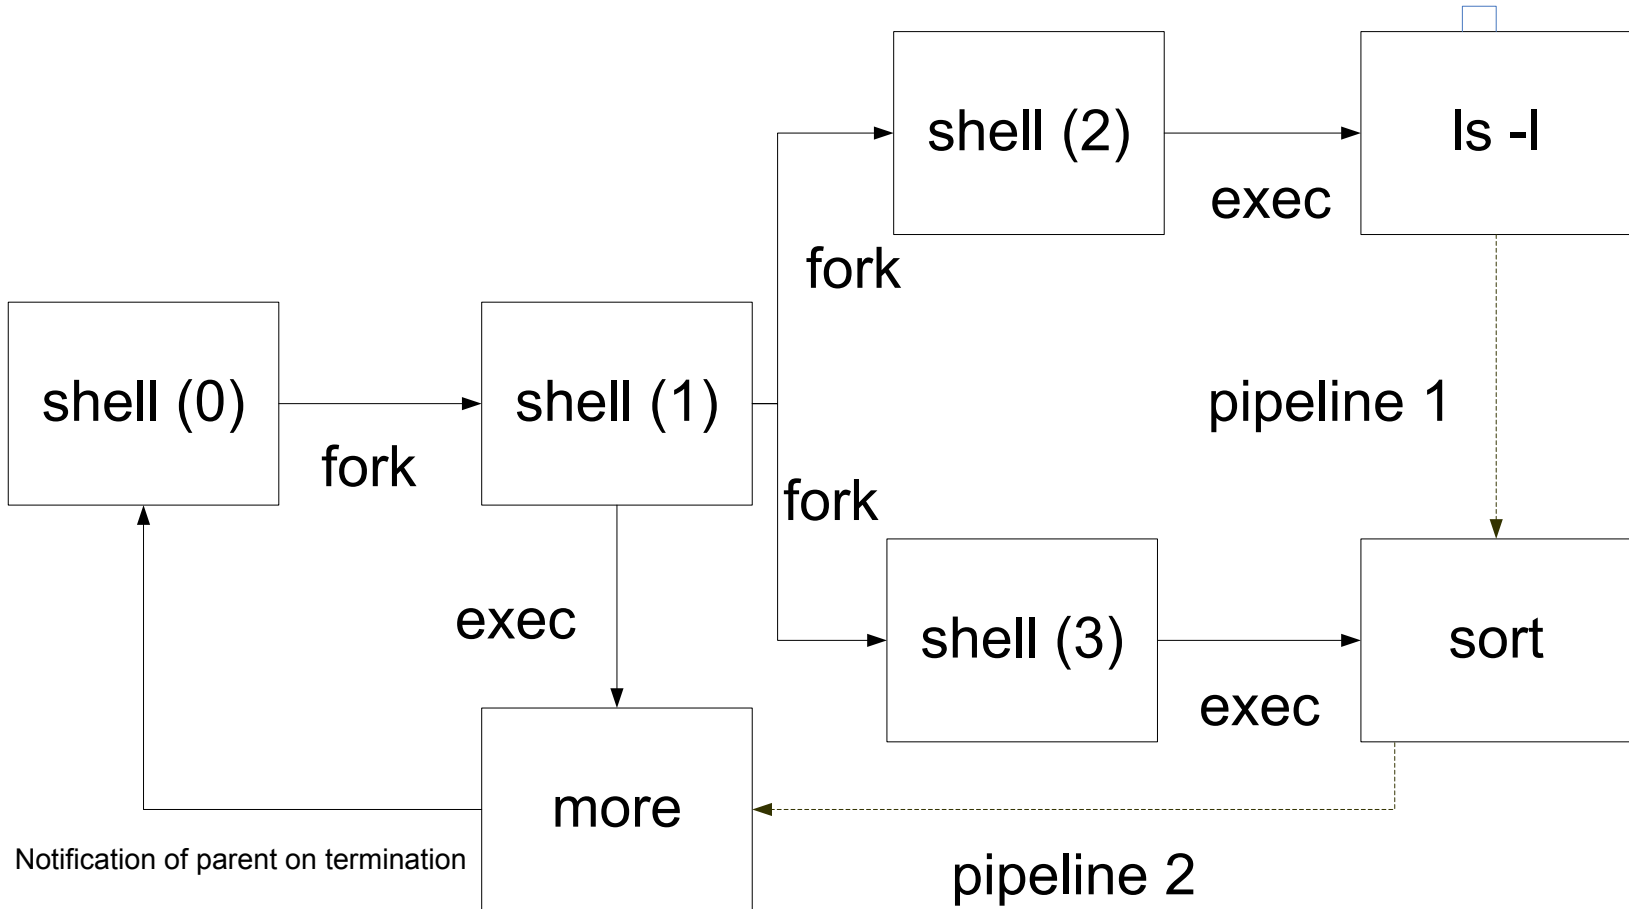 shell (2)
ls -l
exec
fork
shell (0)
shell (1)
pipeline 1
fork
fork
exec
shell (3)
sort
exec
more
Notification of parent on termination
pipeline 2